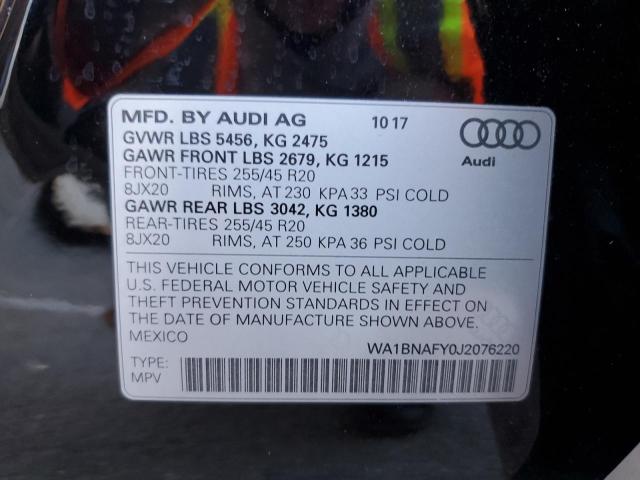 MFD. BY AUDI AG 10 17
GVWR LBS 5456, KG 2475
GAWR FRONT LBS 2679, KG 1215
FRONT-TIRES 255/45 R20
8JX20 RIMS, AT 230 KPA 33 PSI COLD
GAWR REAR LBS 3042, KG 1380
REAR-TIRES 255/45 R20
8JX20 RIMS, AT 250 KPA 36 PSI COLD
Audi
THIS VEHICLE CONFORMS TO ALL APPLICABLE
U.S. FEDERAL MOTOR VEHICLE SAFETY AND
THEFT PREVENTION STANDARDS IN EFFECT ON
THE DATE OF MANUFACTURE SHOWN ABOVE.
MEXICO WA1BNAFY0J2076220
TYPE:
MPV